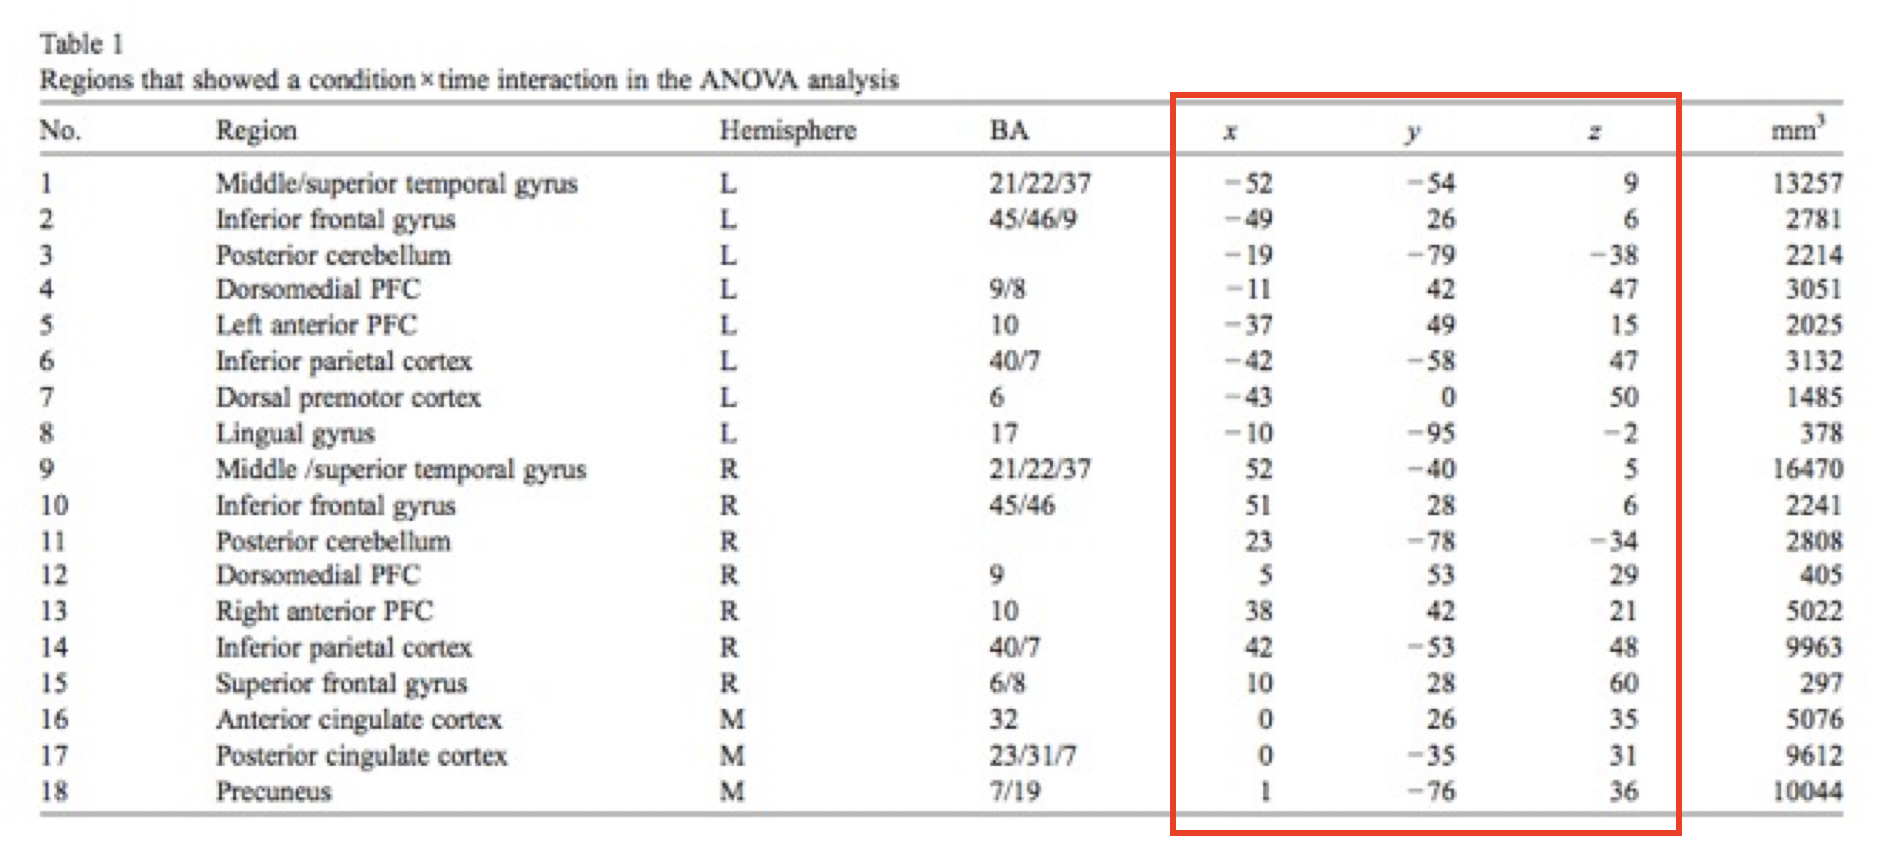 Table 1
Regions that showed a condition × time interaction in the ANOVA analysis
No. Region Hemisphere BA x y z mm³
1 Middle/superior temporal gyrus L 21/22/37 −52 −54 9 13257
2 Inferior frontal gyrus L 45/46/9 −49 26 6 2781
3 Posterior cerebellum L −19 −79 −38 2214
4 Dorsomedial PFC L 9/8 −11 42 47 3051
5 Left anterior PFC L 10 −37 49 15 2025
6 Inferior parietal cortex L 40/7 −42 −58 47 3132
7 Dorsal premotor cortex L 6 −43 0 50 1485
8 Lingual gyrus L 17 −10 −95 −2 378
9 Middle /superior temporal gyrus R 21/22/37 52 −40 5 16470
10 Inferior frontal gyrus R 45/46 51 28 6 2241
11 Posterior cerebellum R 23 −78 −34 2808
12 Dorsomedial PFC R 9 5 53 29 405
13 Right anterior PFC R 10 38 42 21 5022
14 Inferior parietal cortex R 40/7 42 −53 48 9963
15 Superior frontal gyrus R 6/8 10 28 60 297
16 Anterior cingulate cortex M 32 0 26 35 5076
17 Posterior cingulate cortex M 23/31/7 0 −35 31 9612
18 Precuneus M 7/19 1 −76 36 10044